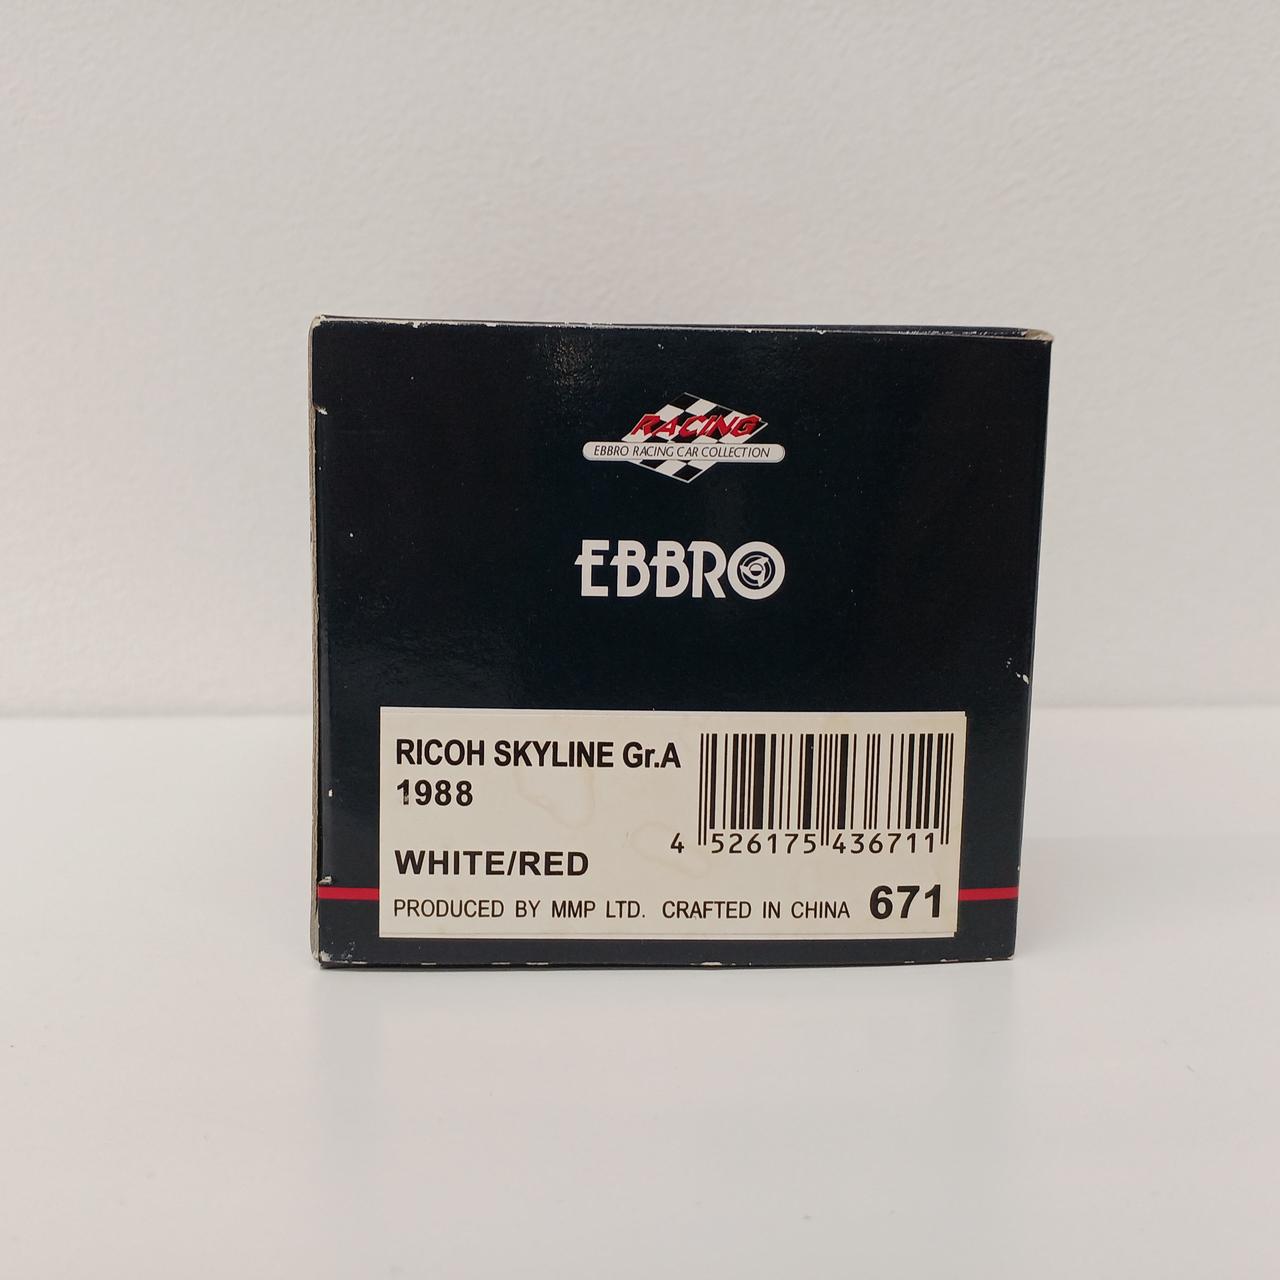 RACING
EBBRO RACING CAR COLLECTION
EBBRO
RICOH SKYLINE Gr.A
1988
WHITE/RED
4 526175 436711
PRODUCED BY MMP LTD. CRAFTED IN CHINA 671